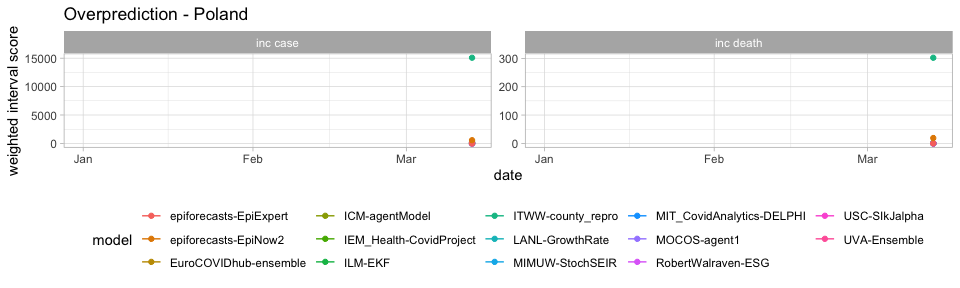 Overprediction - Poland
weighted interval score
inc case
inc death
15000
10000
5000
0
300
200
100
0
Jan
Feb
Mar
Jan
Feb
Mar
date
model
epiforecasts-EpiExpert
ICM-agentModel
ITWW-county_repro
MIT_CovidAnalytics-DELPHI
USC-SIkJalpha
epiforecasts-EpiNow2
IEM_Health-CovidProject
LANL-GrowthRate
MOCOS-agent1
UVA-Ensemble
EuroCOVIDhub-ensemble
ILM-EKF
MIMUW-StochSEIR
RobertWalraven-ESG